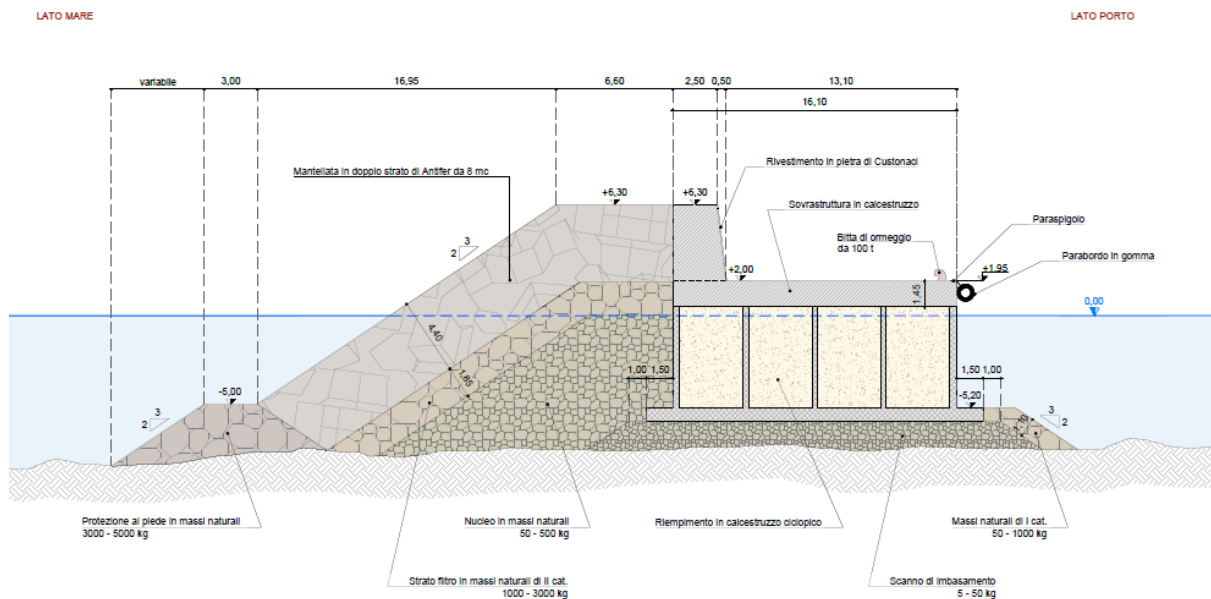 LATO MARE
LATO PORTO
variabile
3,00
16,95
6,60
2,50
0,50
13,10
16,10
Rivestimento in pietra di Custonaci
Mantellata in doppio strato di Antifer da 8 mc
+6,30
+6,30
Sovrastruttura in calcestruzzo
Paraspigolo
Bitta di ormeggio
da 100 t
Parabordo in gomma
3
2
+2,00
+1.95
1,45
0,00
4,40
1,85
1,00
1,50
1,50
1,00
-5,00
-5,20
3
2
3
2
Protezione al piede in massi naturali
3000 - 5000 kg
Nucleo in massi naturali
50 - 500 kg
Riempimento in calcestruzzo ciclopico
Massi naturali di I cat.
50 - 1000 kg
Strato filtro in massi naturali di II cat.
1000 - 3000 kg
Scanno di imbasamento
5 - 50 kg